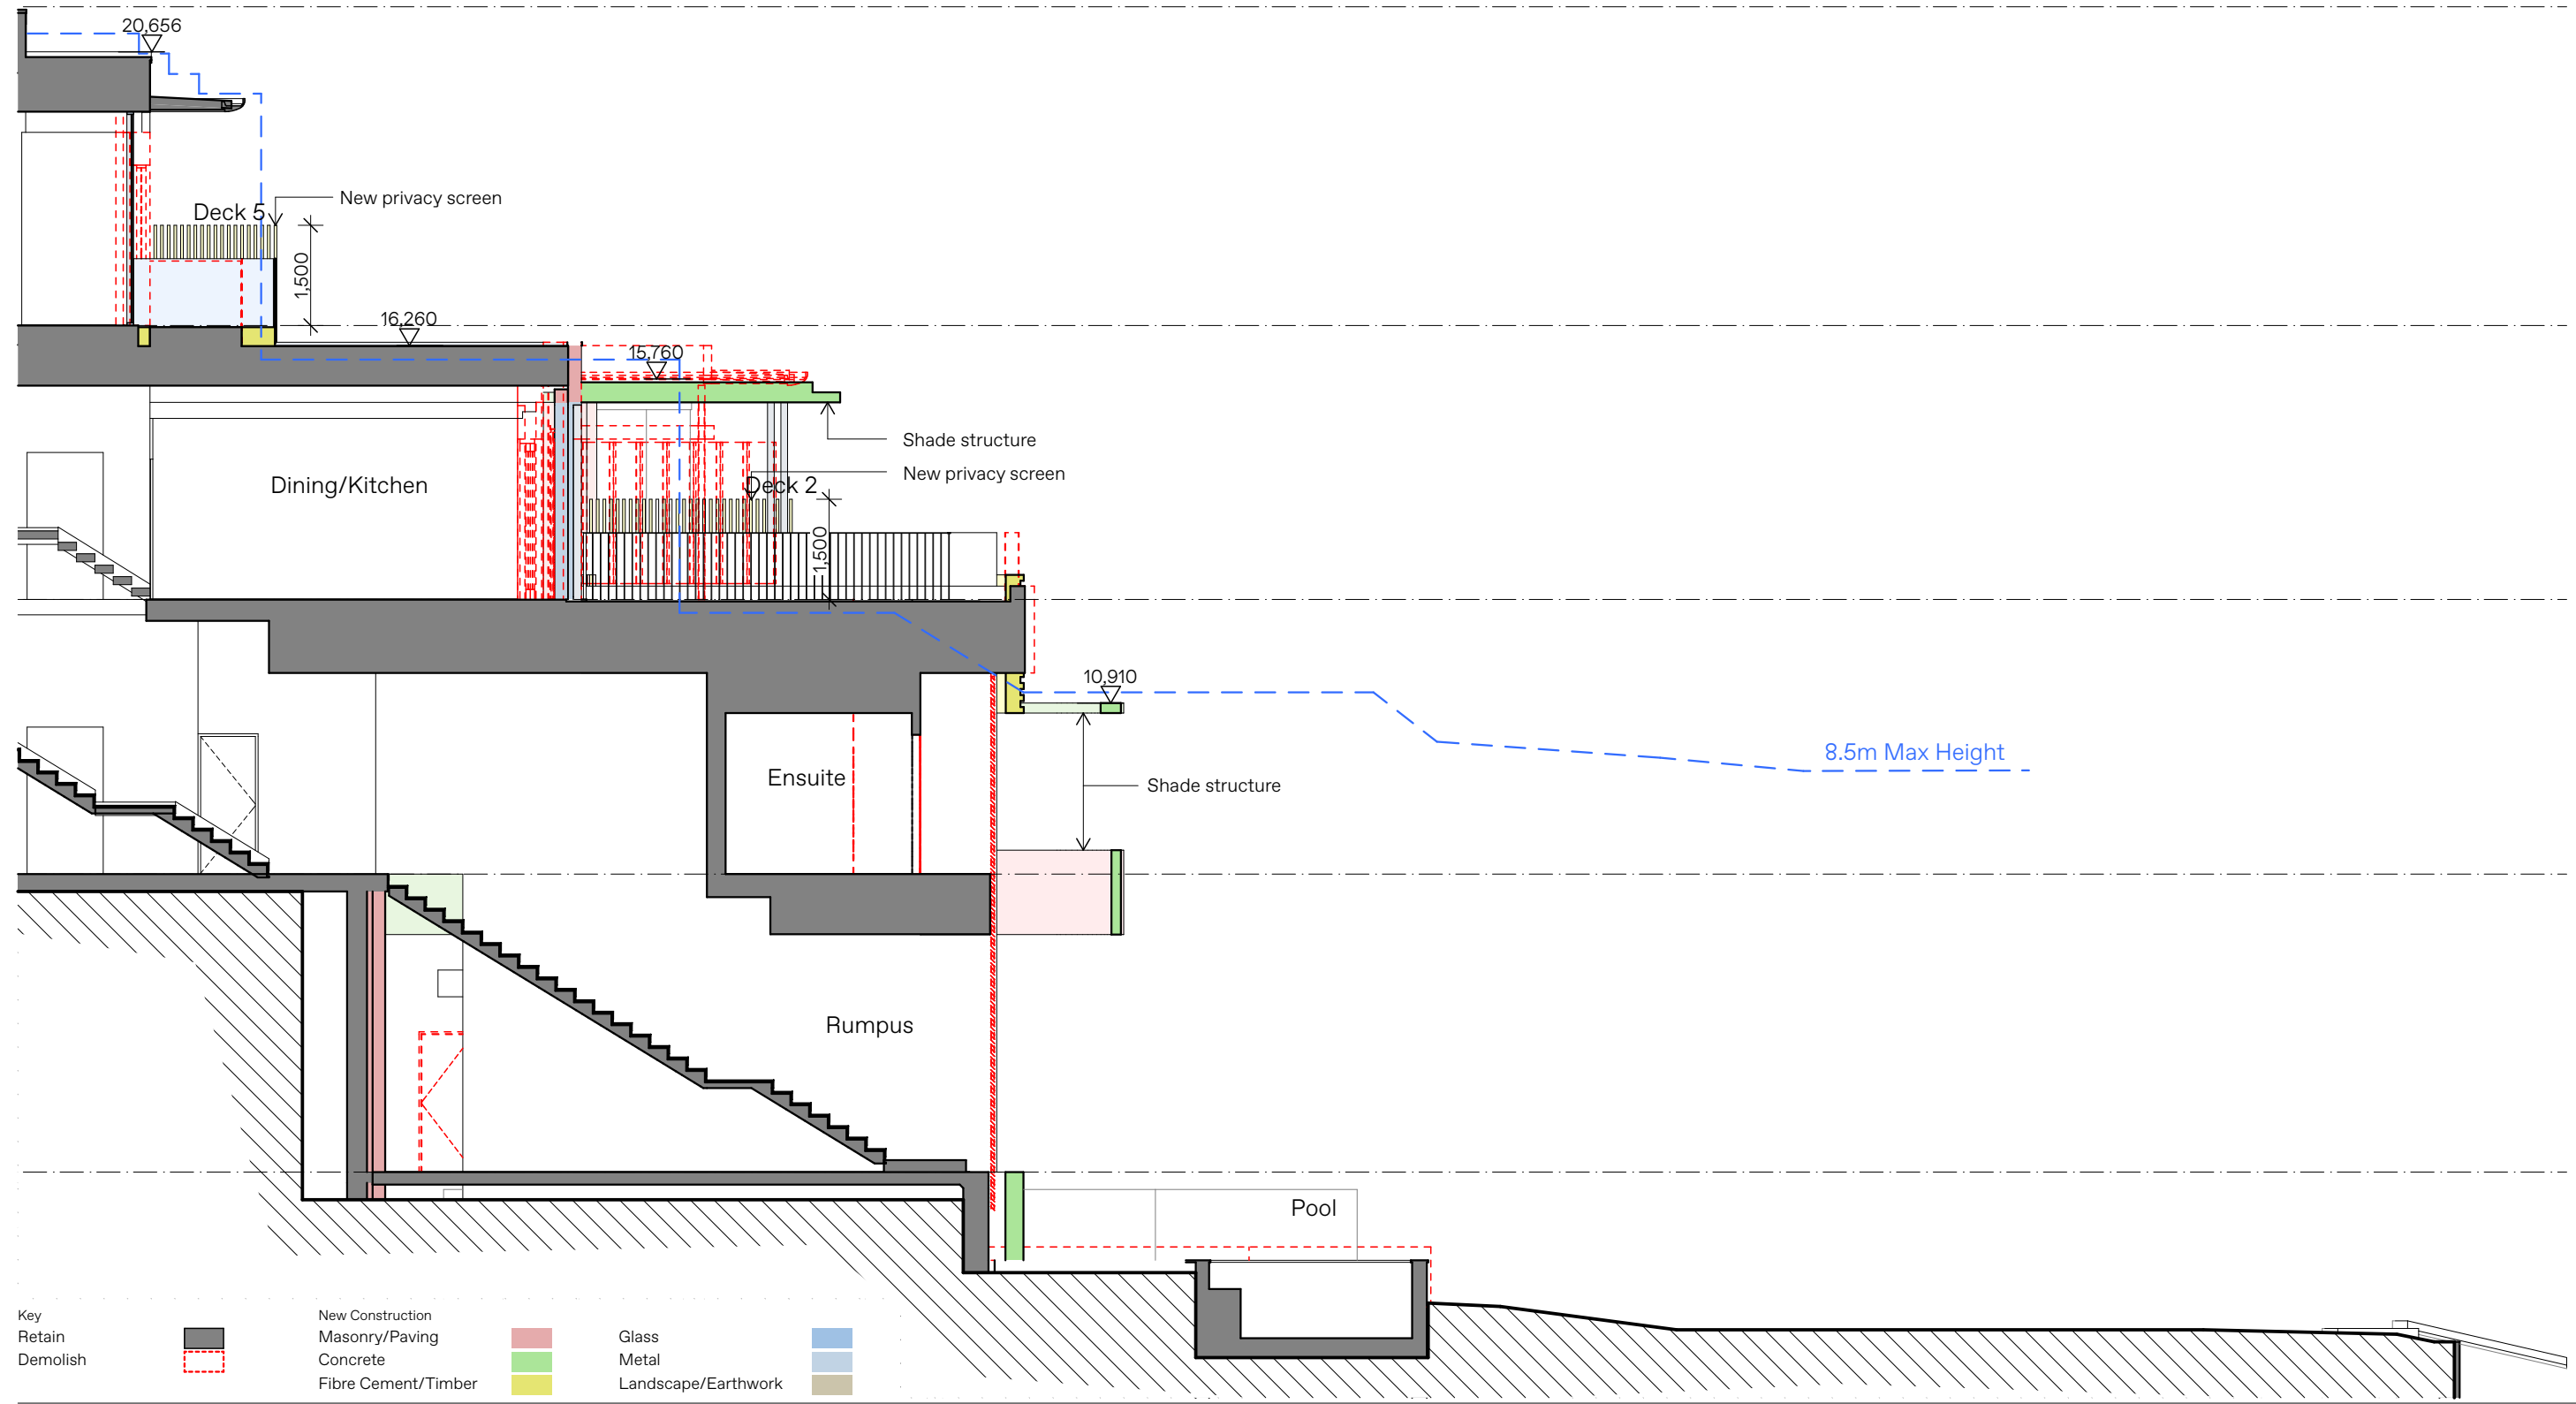 20,656
New privacy screen
Deck 5
1,500
16,260
15,760
Shade structure
New privacy screen
Dining/Kitchen
Deck 2
1,500
10,910
8.5m Max Height
Ensuite
Shade structure
Rumpus
Pool
Key
Retain
Demolish
New Construction
Masonry/Paving
Concrete
Fibre Cement/Timber
Glass
Metal
Landscape/Earthwork